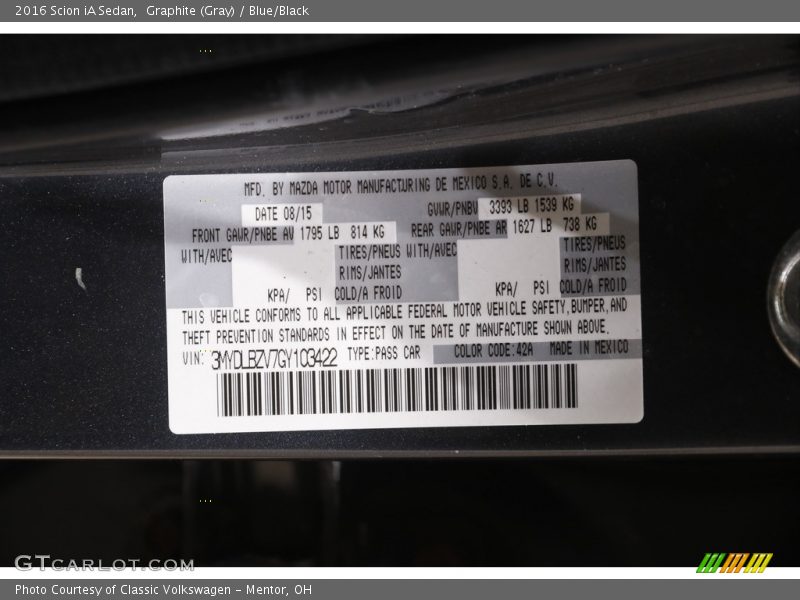 2016 Scion iA Sedan,  Graphite (Gray) / Blue/Black
MFD. BY MAZDA MOTOR MANUFACTURING DE MEXICO S.A. DE C.V.
DATE 08/15 GVWR/PNBV 3393 LB 1539 KG
FRONT GAWR/PNBE AV 1795 LB 814 KG REAR GAWR/PNBE AR 1627 LB 738 KG
WITH/AVEC TIRES/PNEUS WITH/AVEC TIRES/PNEUS
RIMS/JANTES RIMS/JANTES
KPA/ PSI COLD/A FROID KPA/ PSI COLD/A FROID
THIS VEHICLE CONFORMS TO ALL APPLICABLE FEDERAL MOTOR VEHICLE SAFETY, BUMPER, AND
THEFT PREVENTION STANDARDS IN EFFECT ON THE DATE OF MANUFACTURE SHOWN ABOVE.
VIN: 3MYDLBZV7GY103422 TYPE:PASS CAR COLOR CODE:42A MADE IN MEXICO
GTCARLOT.COM
Photo Courtesy of Classic Volkswagen - Mentor, OH